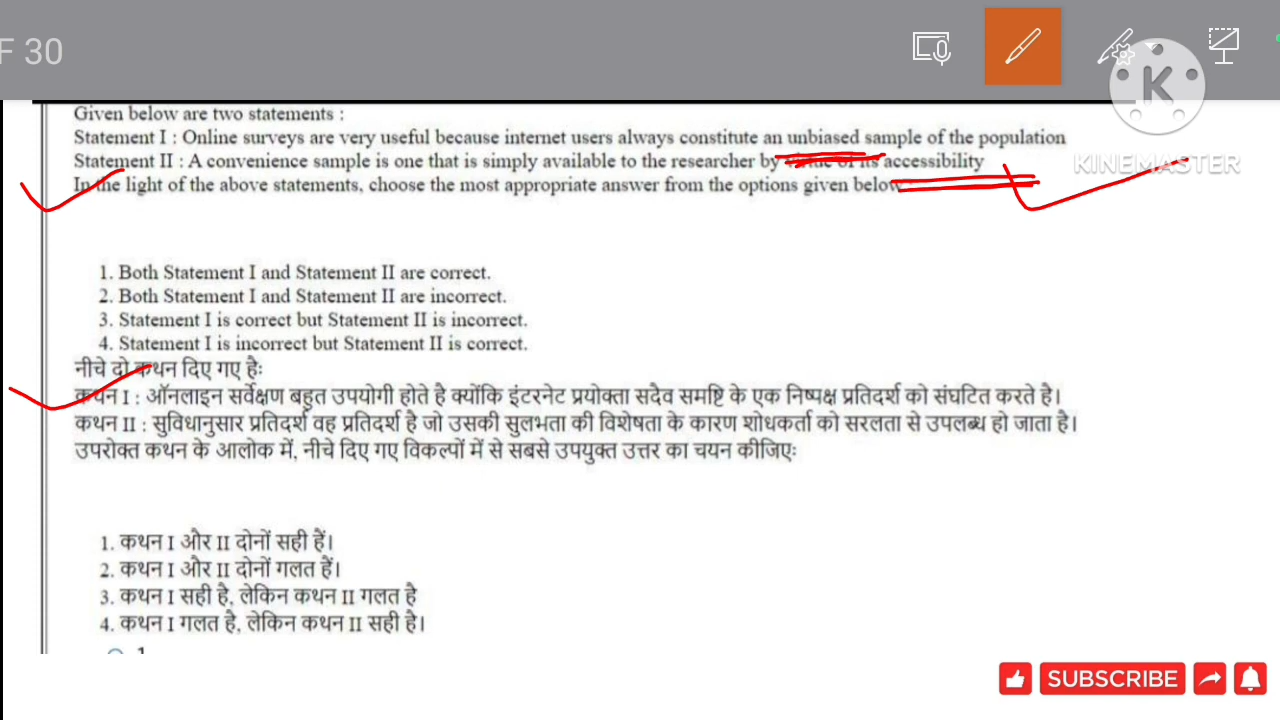 F 30
Given below are two statements :
Statement I : Online surveys are very useful because internet users always constitute an unbiased sample of the population
Statement II : A convenience sample is one that is simply available to the researcher by virtue of its accessibility
In the light of the above statements, choose the most appropriate answer from the options given below
1. Both Statement I and Statement II are correct.
2. Both Statement I and Statement II are incorrect.
3. Statement I is correct but Statement II is incorrect.
4. Statement I is incorrect but Statement II is correct.
नीचे दो कथन दिए गए हैः
कथन I : ऑनलाइन सर्वेक्षण बहुत उपयोगी होते है क्योंकि इंटरनेट प्रयोक्ता सदैव समष्टि के एक निष्पक्ष प्रतिदर्श को संघटित करते है।
कथन II : सुविधानुसार प्रतिदर्श वह प्रतिदर्श है जो उसकी सुलभता की विशेषता के कारण शोधकर्ता को सरलता से उपलब्ध हो जाता है।
उपरोक्त कथन के आलोक में, नीचे दिए गए विकल्पों में से सबसे उपयुक्त उत्तर का चयन कीजिएः
1. कथन I और II दोनों सही हैं।
2. कथन I और II दोनों गलत हैं।
3. कथन I सही है, लेकिन कथन II गलत है
4. कथन I गलत है, लेकिन कथन II सही है।
K
KINEMASTER
SUBSCRIBE